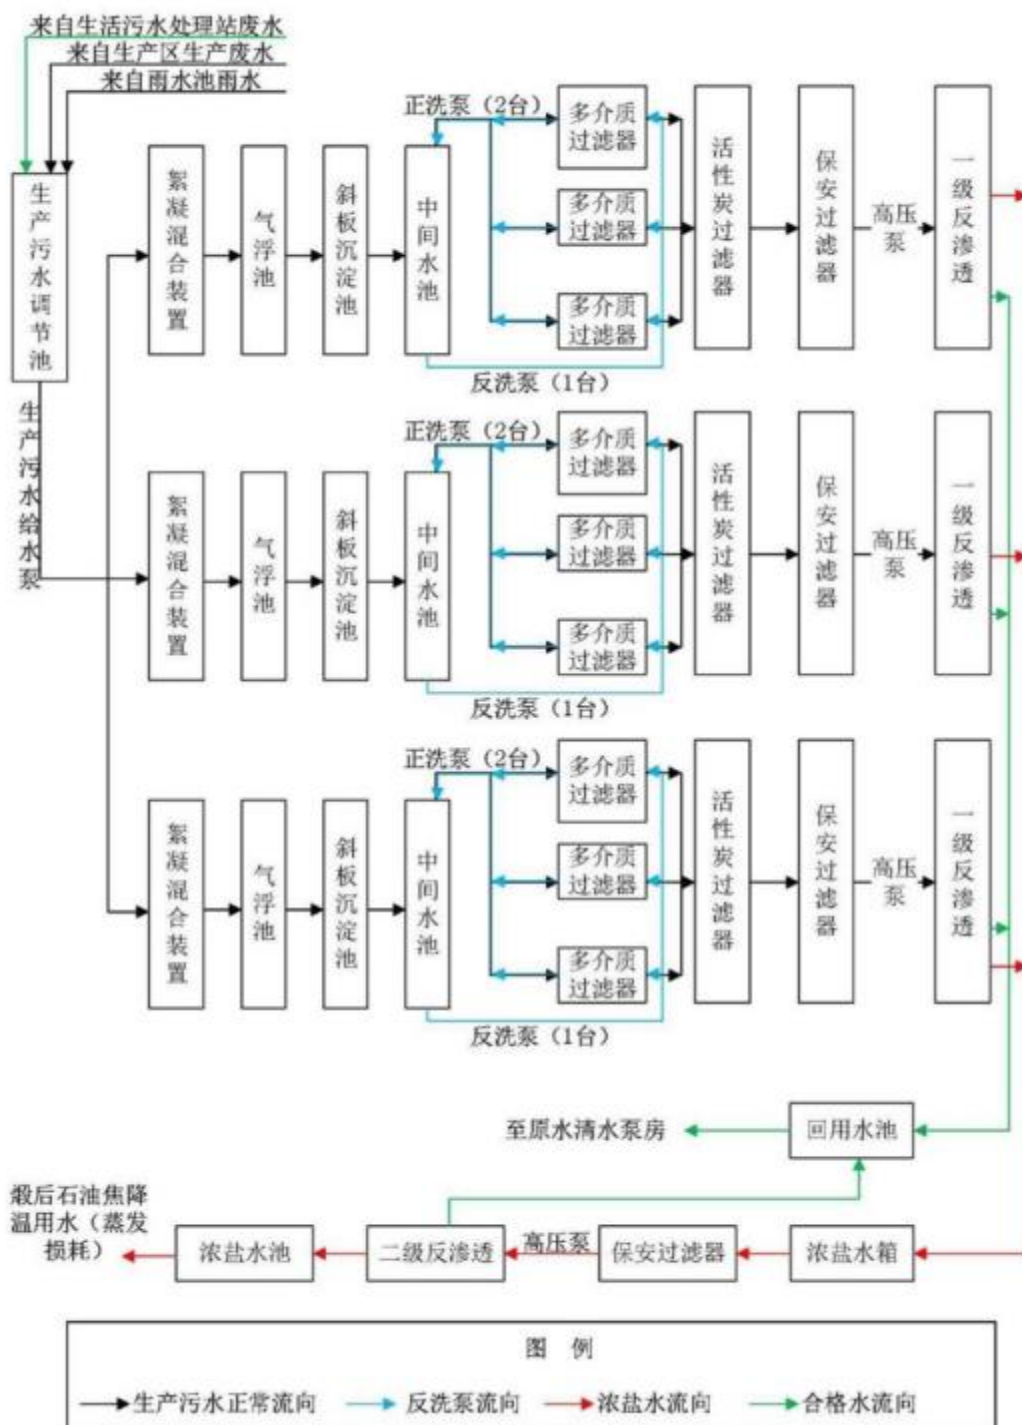 来自生活污水处理站废水
来自生产区生产废水
来自雨水池雨水
生产污水调节池
生产污水给水泵
絮凝混合装置
气浮池
斜板沉淀池
中间水池
正洗泵（2台）
多介质
过滤器
多介质
过滤器
多介质
过滤器
反洗泵（1台）
活性炭过滤器
保安过滤器
高压
泵
一级反渗透
絮凝混合装置
气浮池
斜板沉淀池
中间水池
正洗泵（2台）
多介质
过滤器
多介质
过滤器
多介质
过滤器
反洗泵（1台）
活性炭过滤器
保安过滤器
高压
泵
一级反渗透
絮凝混合装置
气浮池
斜板沉淀池
中间水池
正洗泵（2台）
多介质
过滤器
多介质
过滤器
多介质
过滤器
反洗泵（1台）
活性炭过滤器
保安过滤器
高压
泵
一级反渗透
至原水清水泵房
回用水池
煅后石油焦降
温用水（蒸发
损耗）
浓盐水池
二级反渗透
高压泵
保安过滤器
浓盐水箱
图 例
生产污水正常流向
反洗泵流向
浓盐水流向
合格水流向